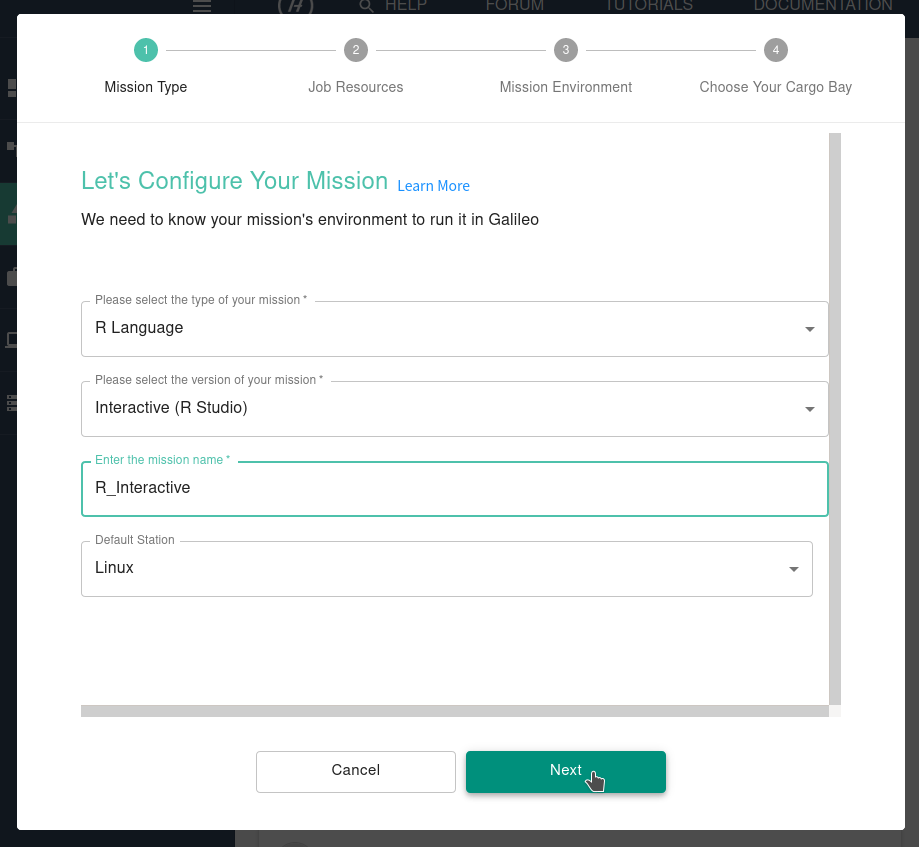 HELP FORUM TUTORIALS DOCUMENTATION
1 2 3 4
Mission Type Job Resources Mission Environment Choose Your Cargo Bay
Let's Configure Your Mission Learn More
We need to know your mission's environment to run it in Galileo
Please select the type of your mission *
R Language
Please select the version of your mission *
Interactive (R Studio)
Enter the mission name *
R_Interactive
Default Station
Linux
Cancel Next